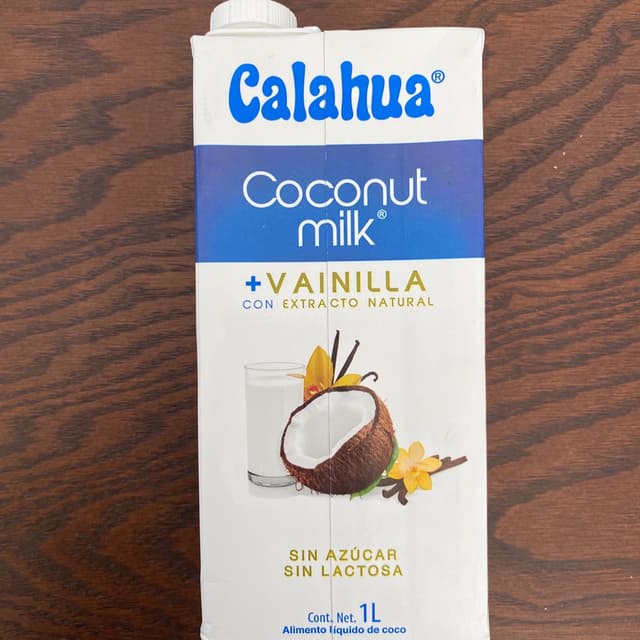 Calahua®
Coconut
milk®
+VAINILLA
CON EXTRACTO NATURAL
SIN AZÚCAR
SIN LACTOSA
Cont. Net. 1L
Alimento líquido de coco